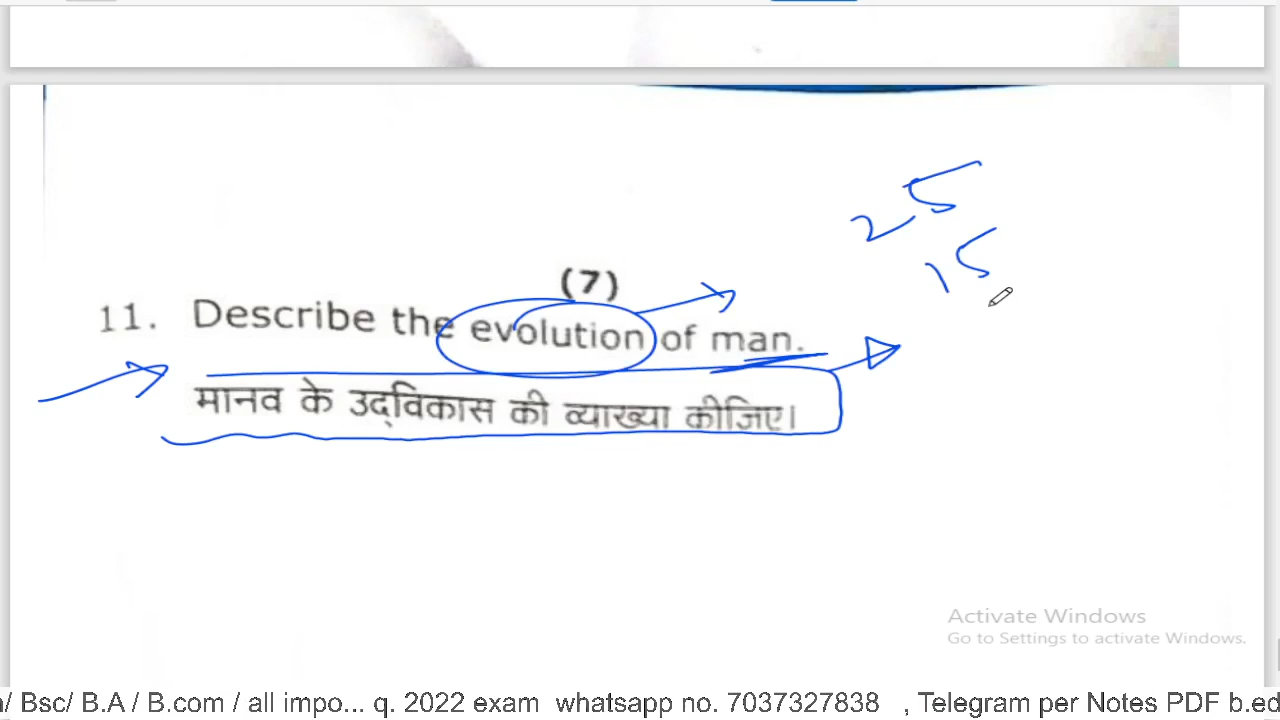 25
15
(7)
11. Describe the evolution of man.
मानव के उद्‌विकास की व्याख्या कीजिए।
Activate Windows
Go to Settings to activate Windows.
/ Bsc/ B.A / B.com / all impo... q. 2022 exam whatsapp no. 7037327838 , Telegram per Notes PDF b.ed